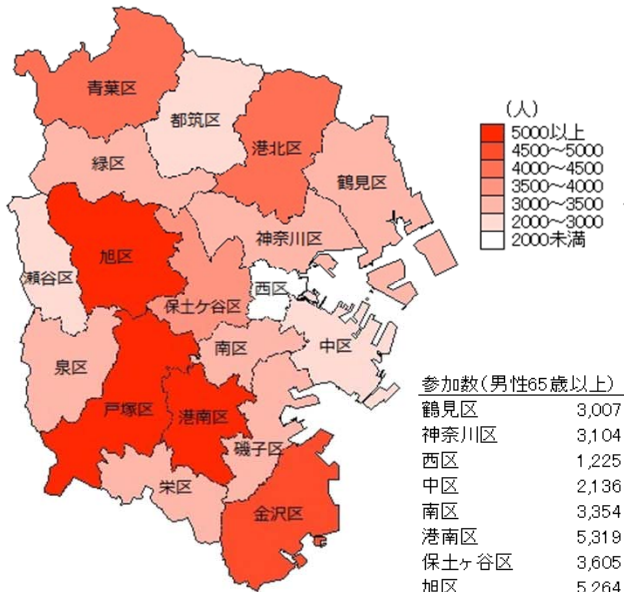 青葉区
都筑区
港北区
緑区
鶴見区
旭区
神奈川区
瀬谷区
西区
保土ケ谷区
中区
南区
泉区
戸塚区
港南区
磯子区
栄区
金沢区
(人)
5000以上
4500～5000
4000～4500
3500～4000
3000～3500
2000～3000
2000未満
参加数(男性65歳以上)
鶴見区 3,007
神奈川区 3,104
西区 1,225
中区 2,136
南区 3,354
港南区 5,319
保土ヶ谷区 3,605
旭区 5,264